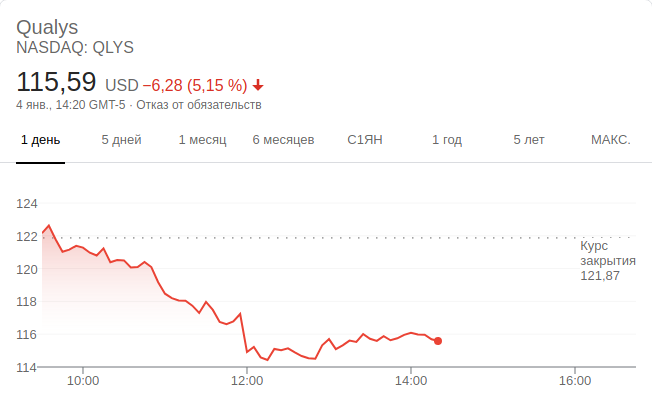 Qualys
NASDAQ: QLYS
115,59 USD −6,28 (5,15 %)
4 янв., 14:20 GMT-5 · Отказ от обязательств
1 день 5 дней 1 месяц 6 месяцев С1ЯН 1 год 5 лет МАКС.
124
122
Курс
закрытия
121,87
120
118
116
114
10:00 12:00 14:00 16:00